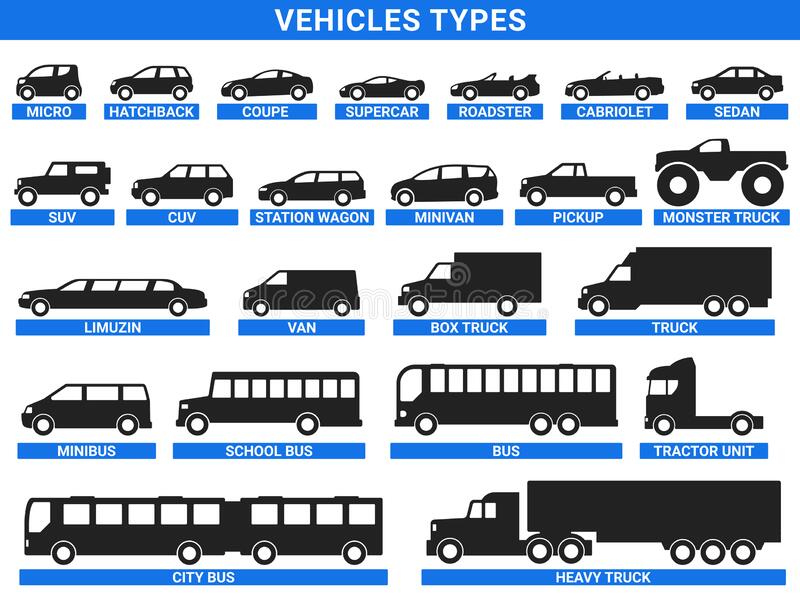 VEHICLES TYPES
MICRO
HATCHBACK
COUPE
SUPERCAR
ROADSTER
CABRIOLET
SEDAN
SUV
CUV
STATION WAGON
MINIVAN
PICKUP
MONSTER TRUCK
LIMUZIN
VAN
BOX TRUCK
TRUCK
MINIBUS
SCHOOL BUS
BUS
TRACTOR UNIT
CITY BUS
HEAVY TRUCK
dreamstime